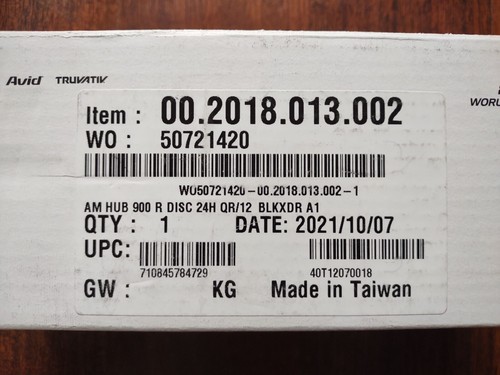 Avid TRUVATIV
Item : 00.2018.013.002
WO : 50721420
WO50721420-00.2018.013.002-1
AM HUB 900 R DISC 24H QR/12 BLKXDR A1
QTY : 1 DATE: 2021/10/07
UPC:
710845784729 40T12070018
GW : KG Made in Taiwan